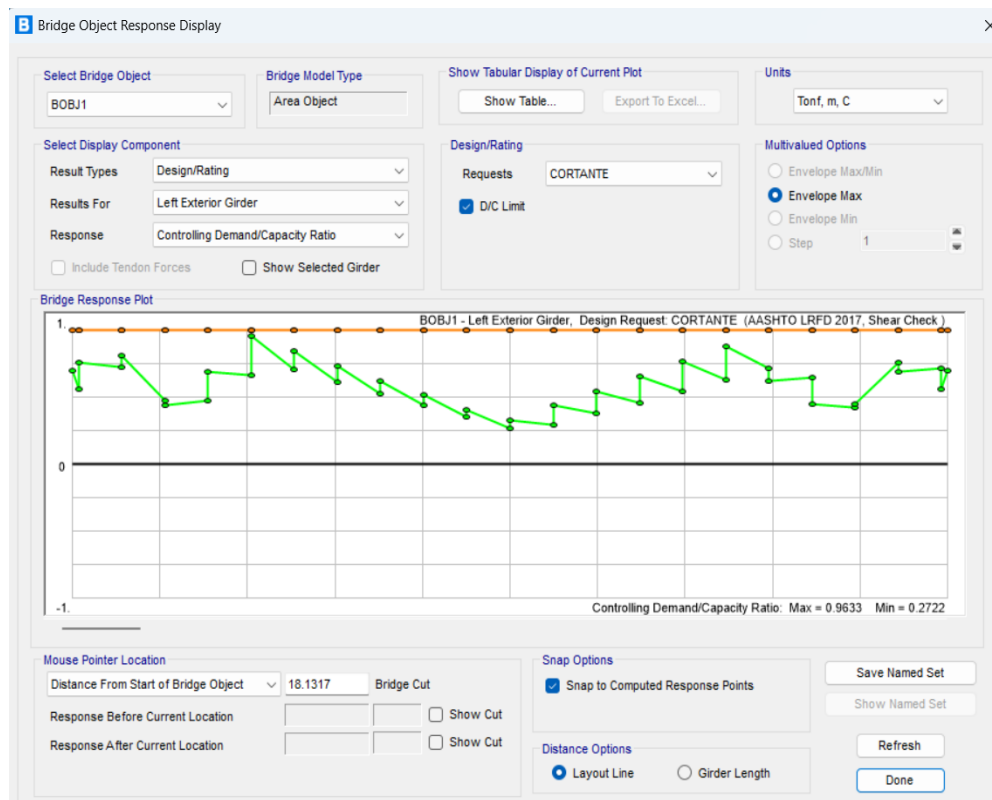 B Bridge Object Response Display
Select Bridge Object
BOBJ1
Bridge Model Type
Area Object
Show Tabular Display of Current Plot
Show Table...
Export To Excel...
Units
Tonf, m, C
Select Display Component
Result Types
Design/Rating
Results For
Left Exterior Girder
Response
Controlling Demand/Capacity Ratio
Include Tendon Forces
Show Selected Girder
Design/Rating
Requests
CORTANTE
D/C Limit
Multivalued Options
Envelope Max/Min
Envelope Max
Envelope Min
Step
1
Bridge Response Plot
1.
BOBJ1 - Left Exterior Girder, Design Request: CORTANTE (AASHTO LRFD 2017, Shear Check )
0
-1.
Controlling Demand/Capacity Ratio: Max = 0.9633 Min = 0.2722
Mouse Pointer Location
Distance From Start of Bridge Object
18.1317
Bridge Cut
Response Before Current Location
Show Cut
Response After Current Location
Show Cut
Snap Options
Snap to Computed Response Points
Distance Options
Layout Line
Girder Length
Save Named Set
Show Named Set
Refresh
Done